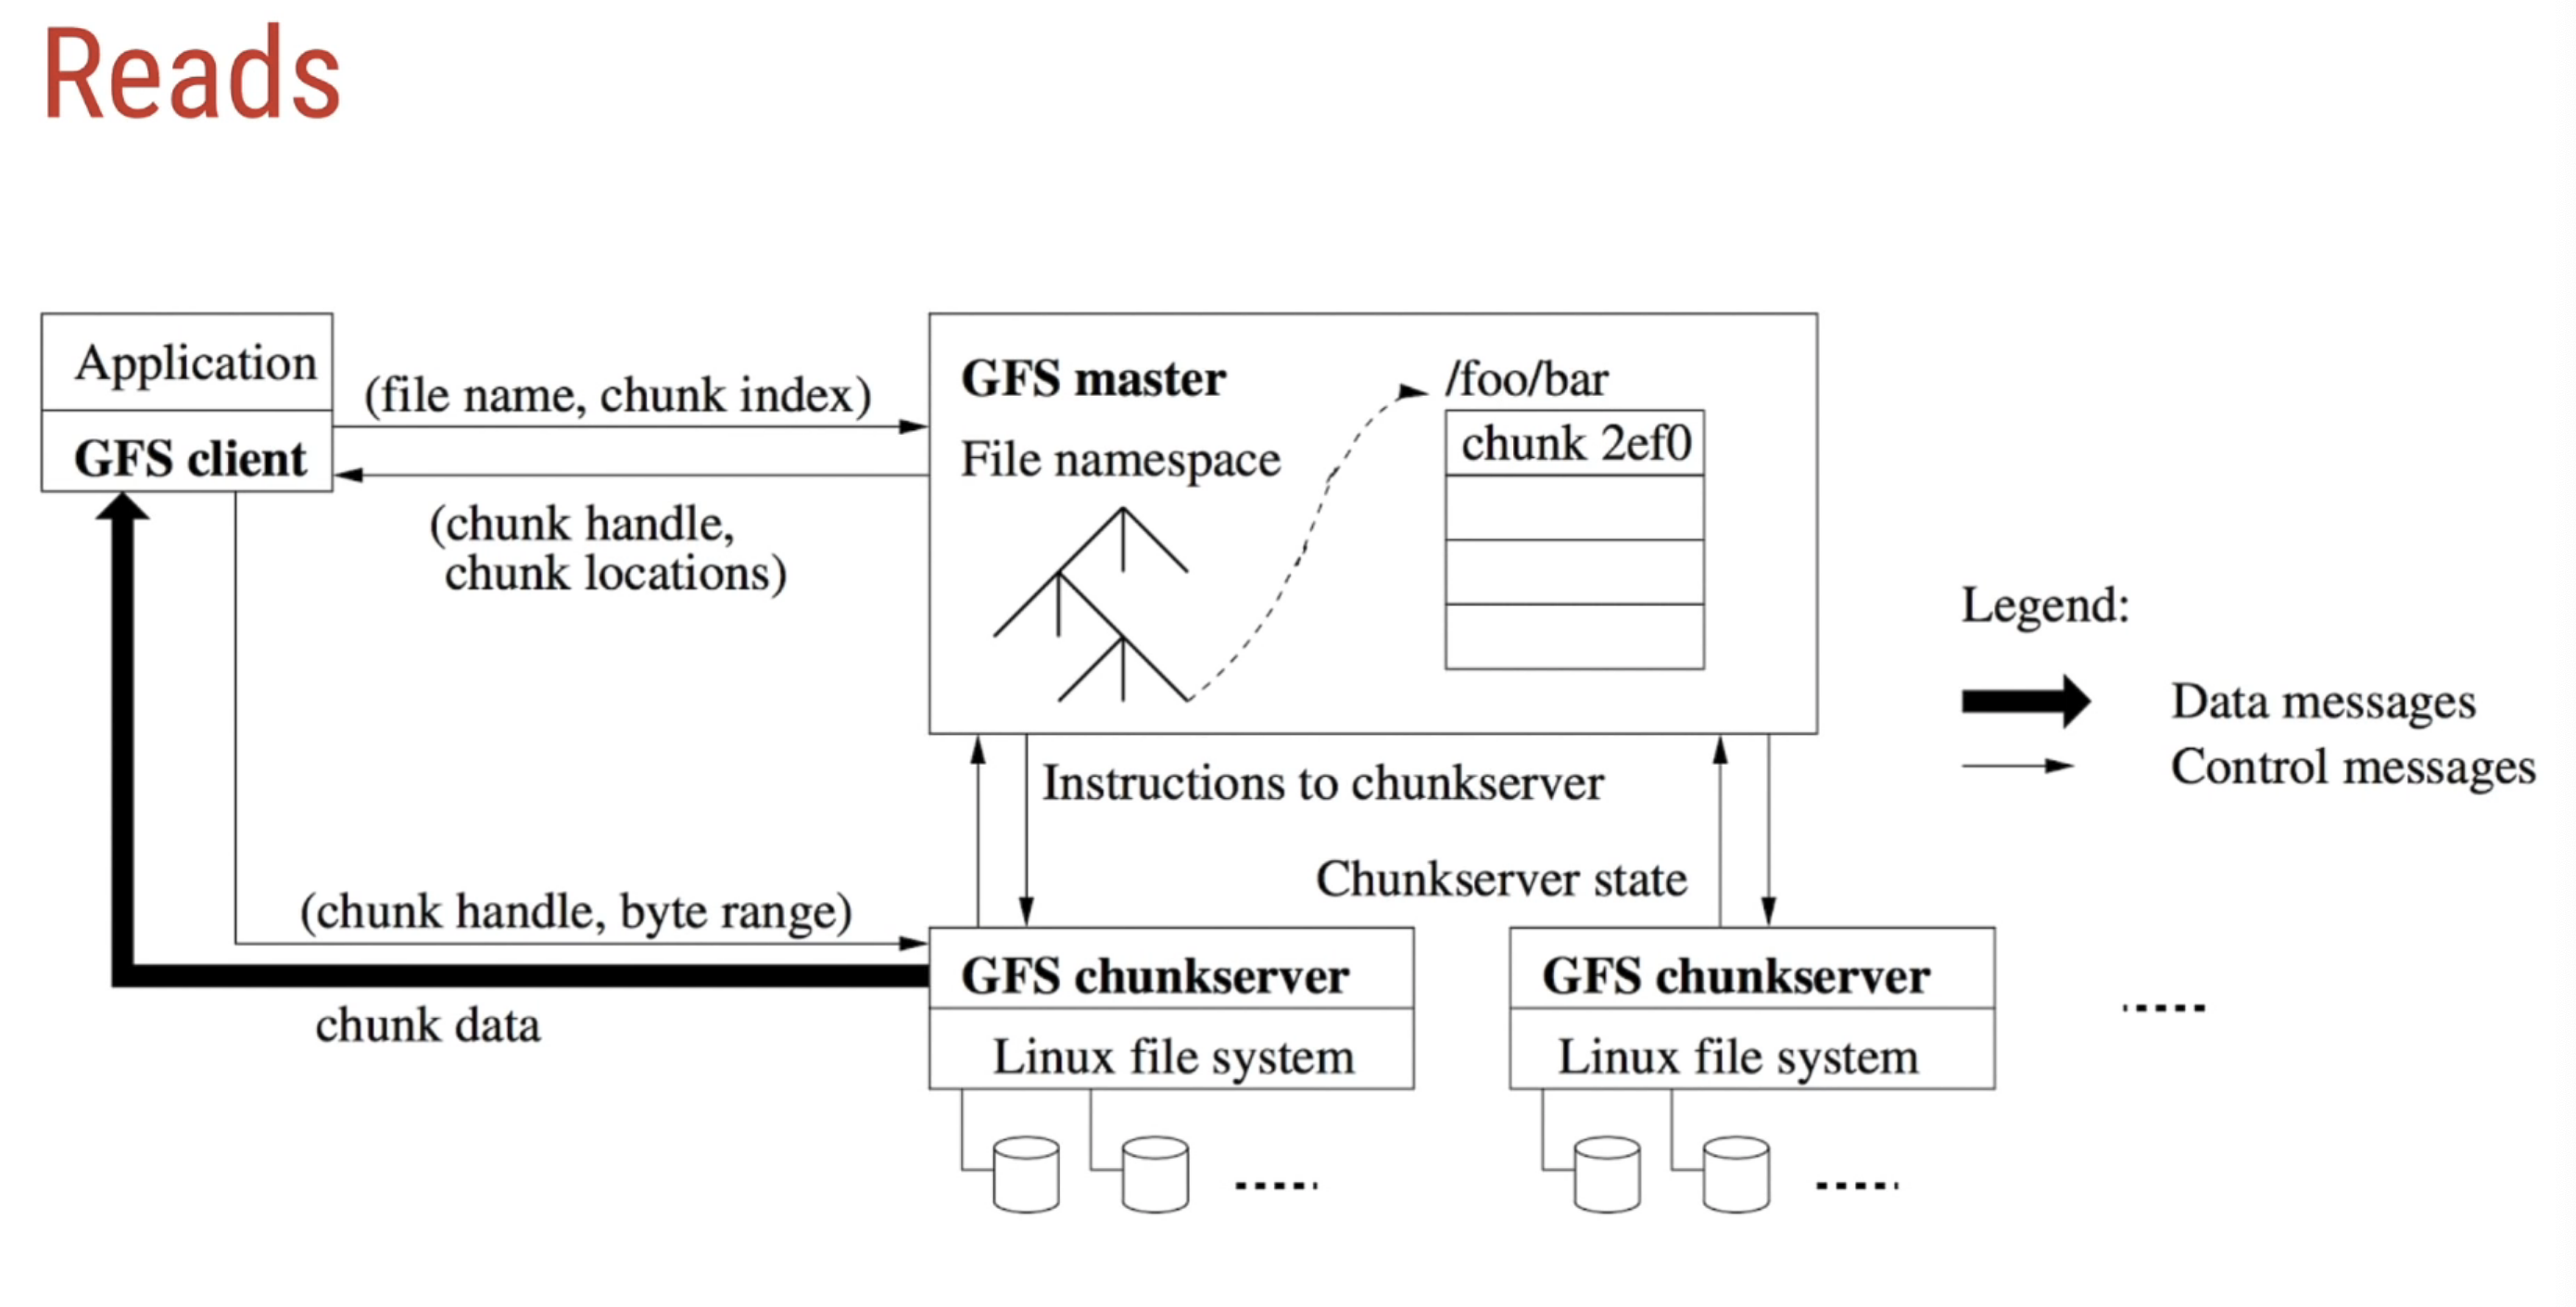 Reads
Application
GFS client
(file name, chunk index)
(chunk handle,
chunk locations)
GFS master
File namespace
/foo/bar
chunk 2ef0
Legend:
Data messages
Control messages
Instructions to chunkserver
Chunkserver state
(chunk handle, byte range)
chunk data
GFS chunkserver
Linux file system
GFS chunkserver
Linux file system